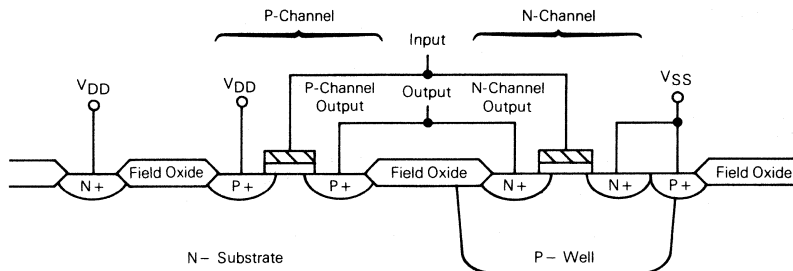 P-Channel
N-Channel
Input
VDD
VDD
P-Channel
Output
Output
N-Channel
Output
VSS
N+
Field Oxide
P+
P+
Field Oxide
N+
N+
P+
Field Oxide
N- Substrate
P- Well